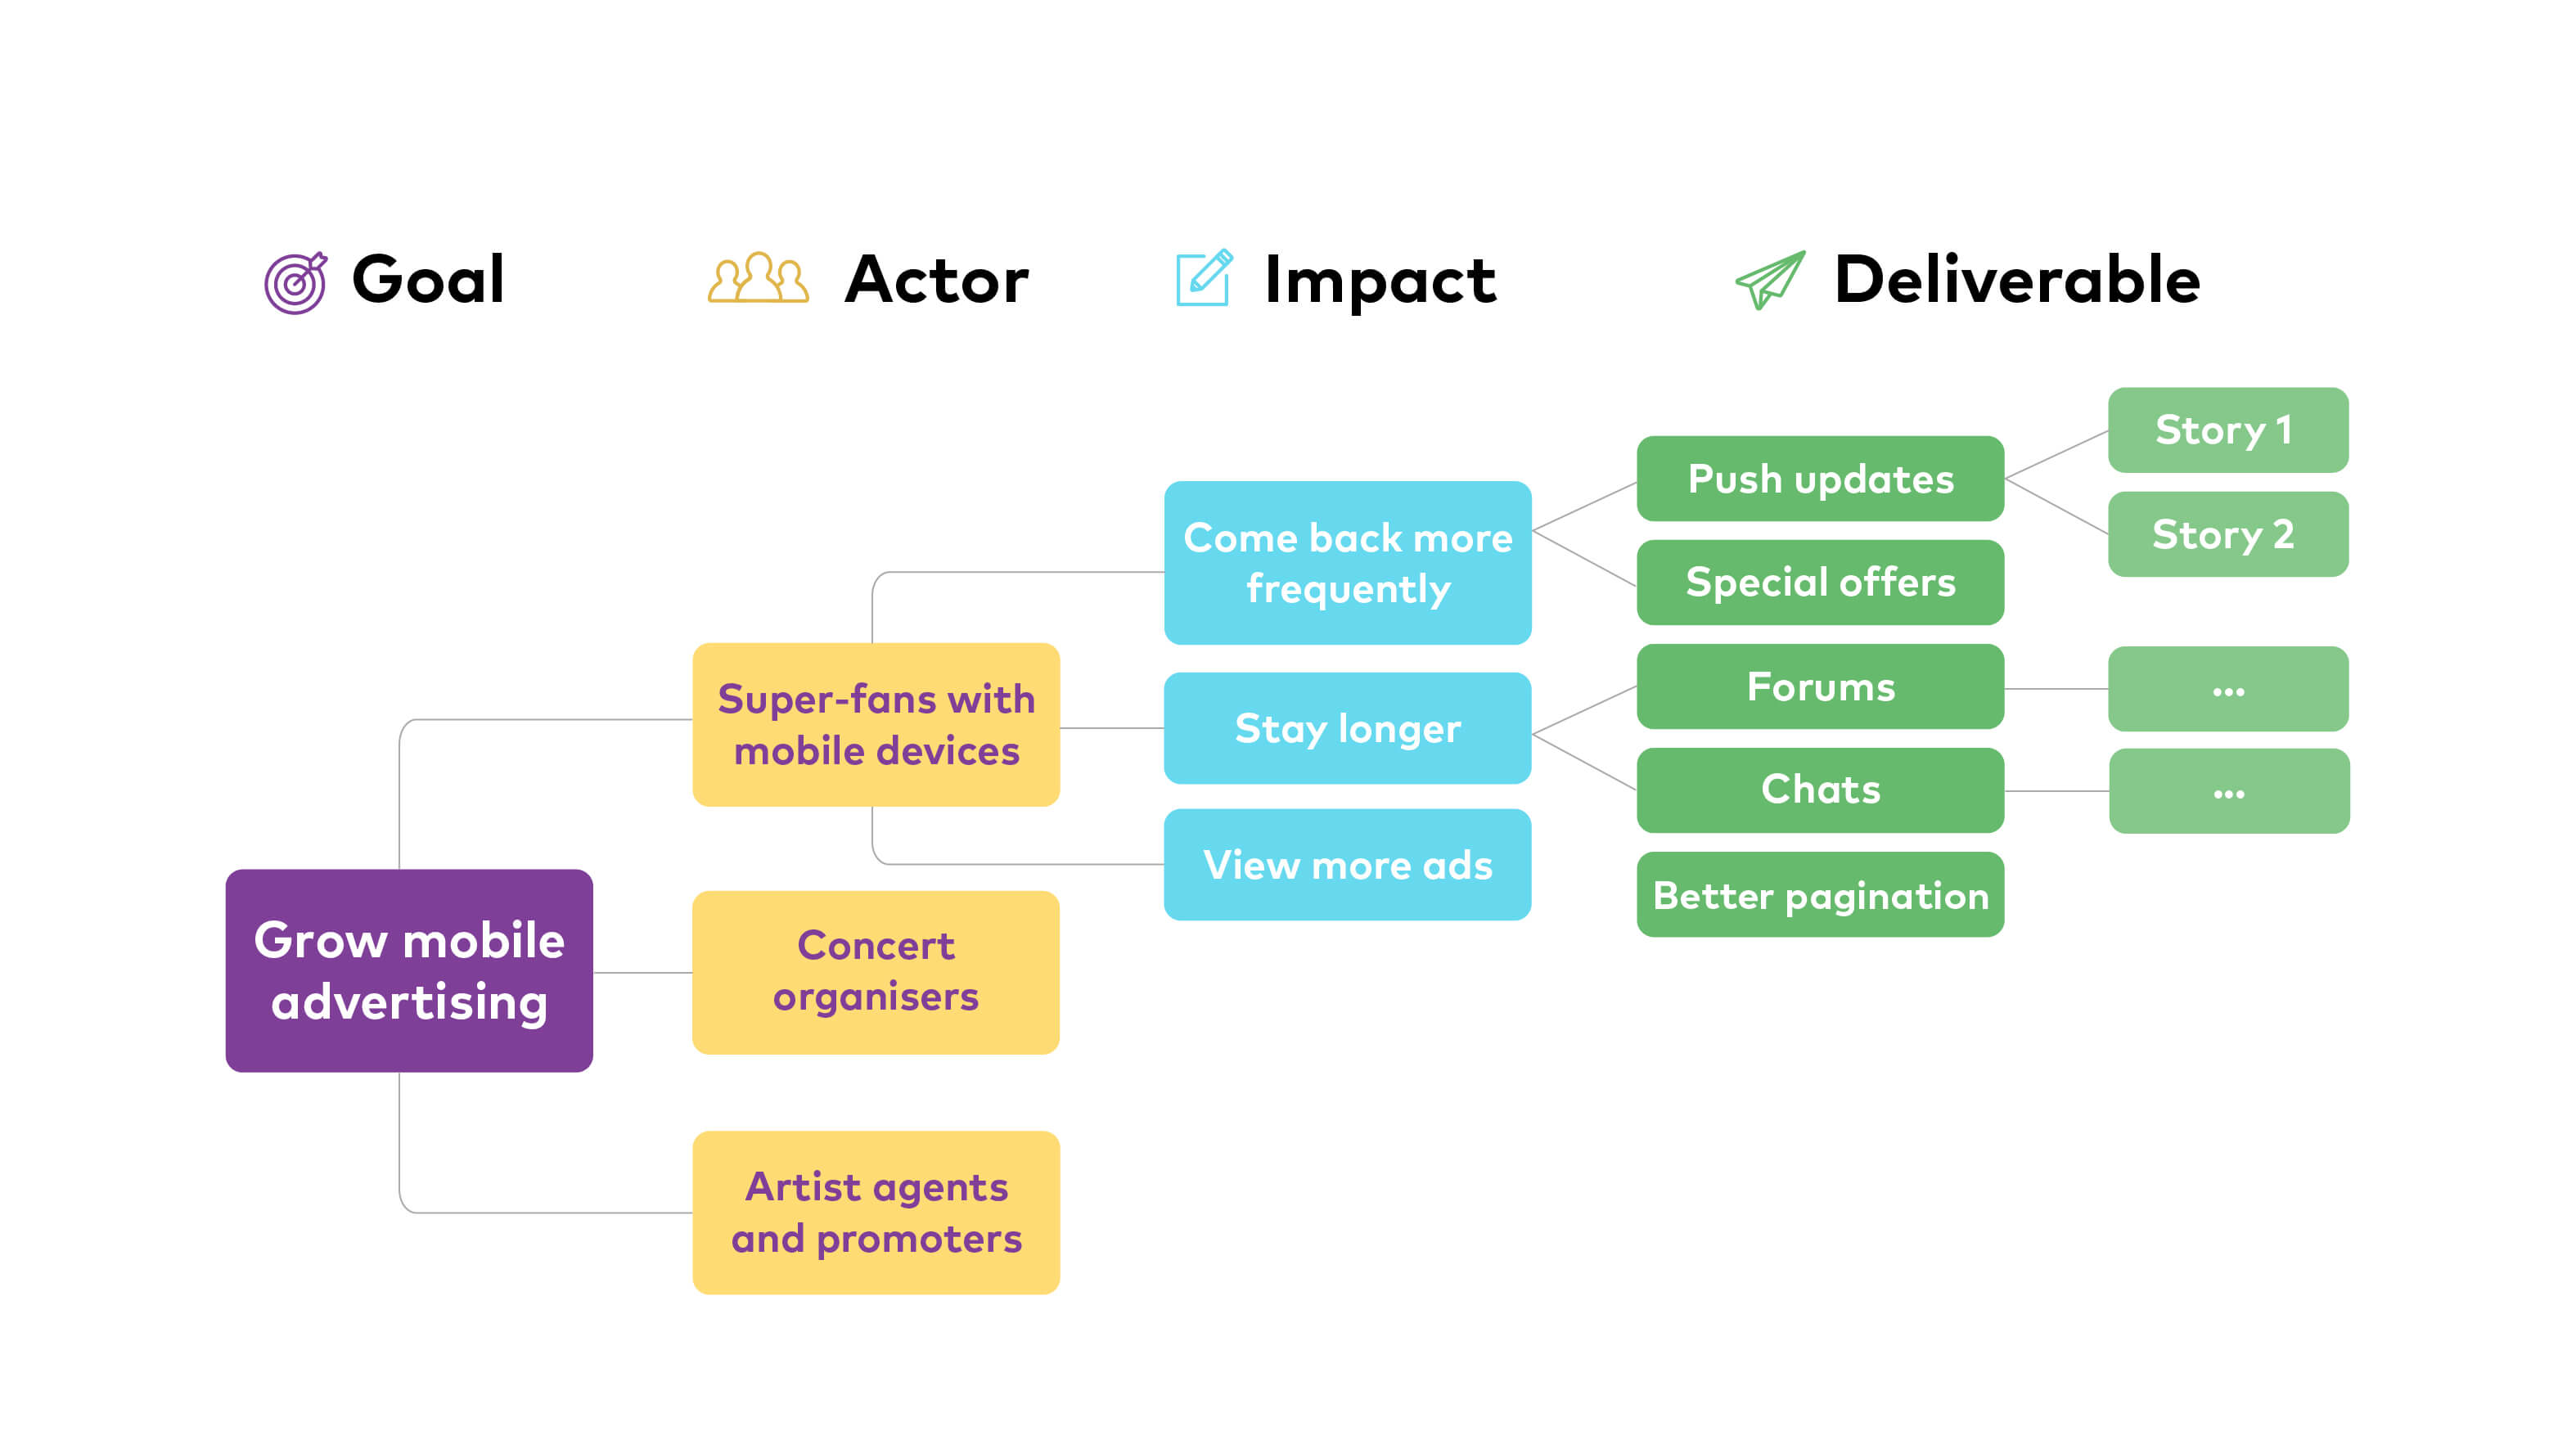 Goal
Actor
Impact
Deliverable
Grow mobile
advertising
Super-fans with
mobile devices
Concert
organisers
Artist agents
and promoters
Come back more
frequently
Stay longer
View more ads
Push updates
Special offers
Forums
Chats
Better pagination
Story 1
Story 2
...
...